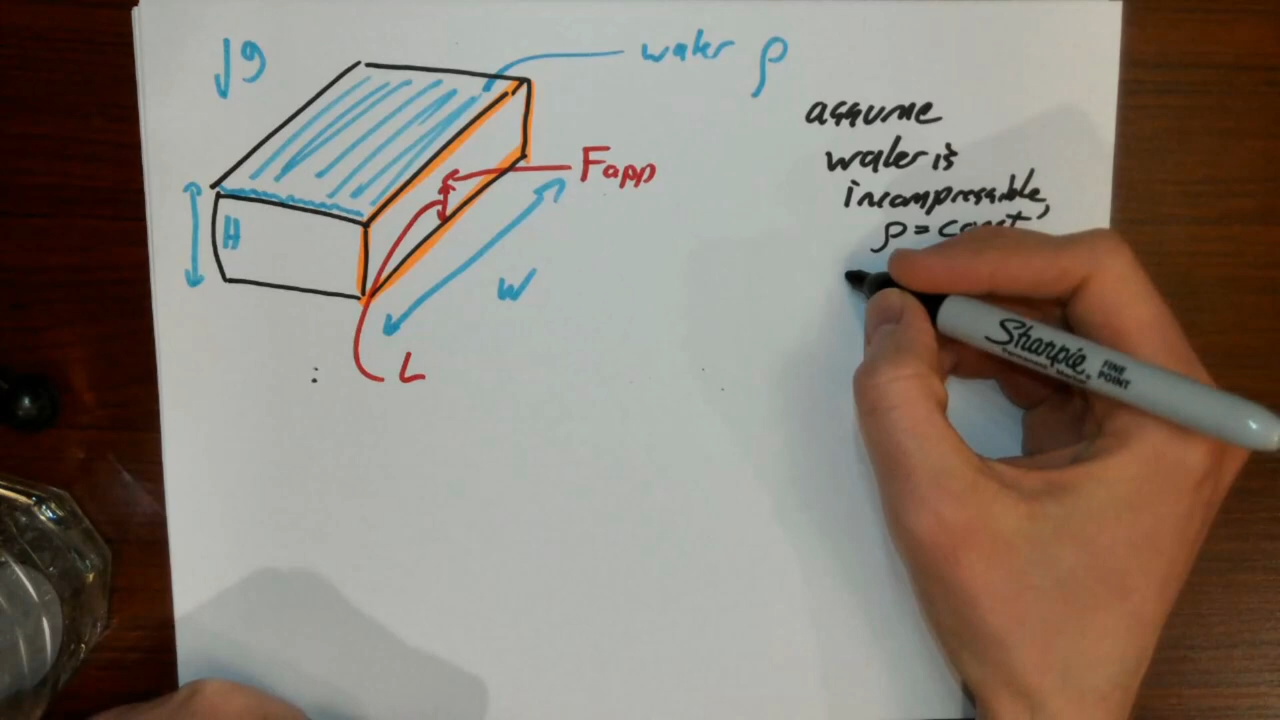 g
water ρ
assume
water is
incompressable,
ρ = const
Fapp
H
W
L
Sharpie.
FINE
POINT